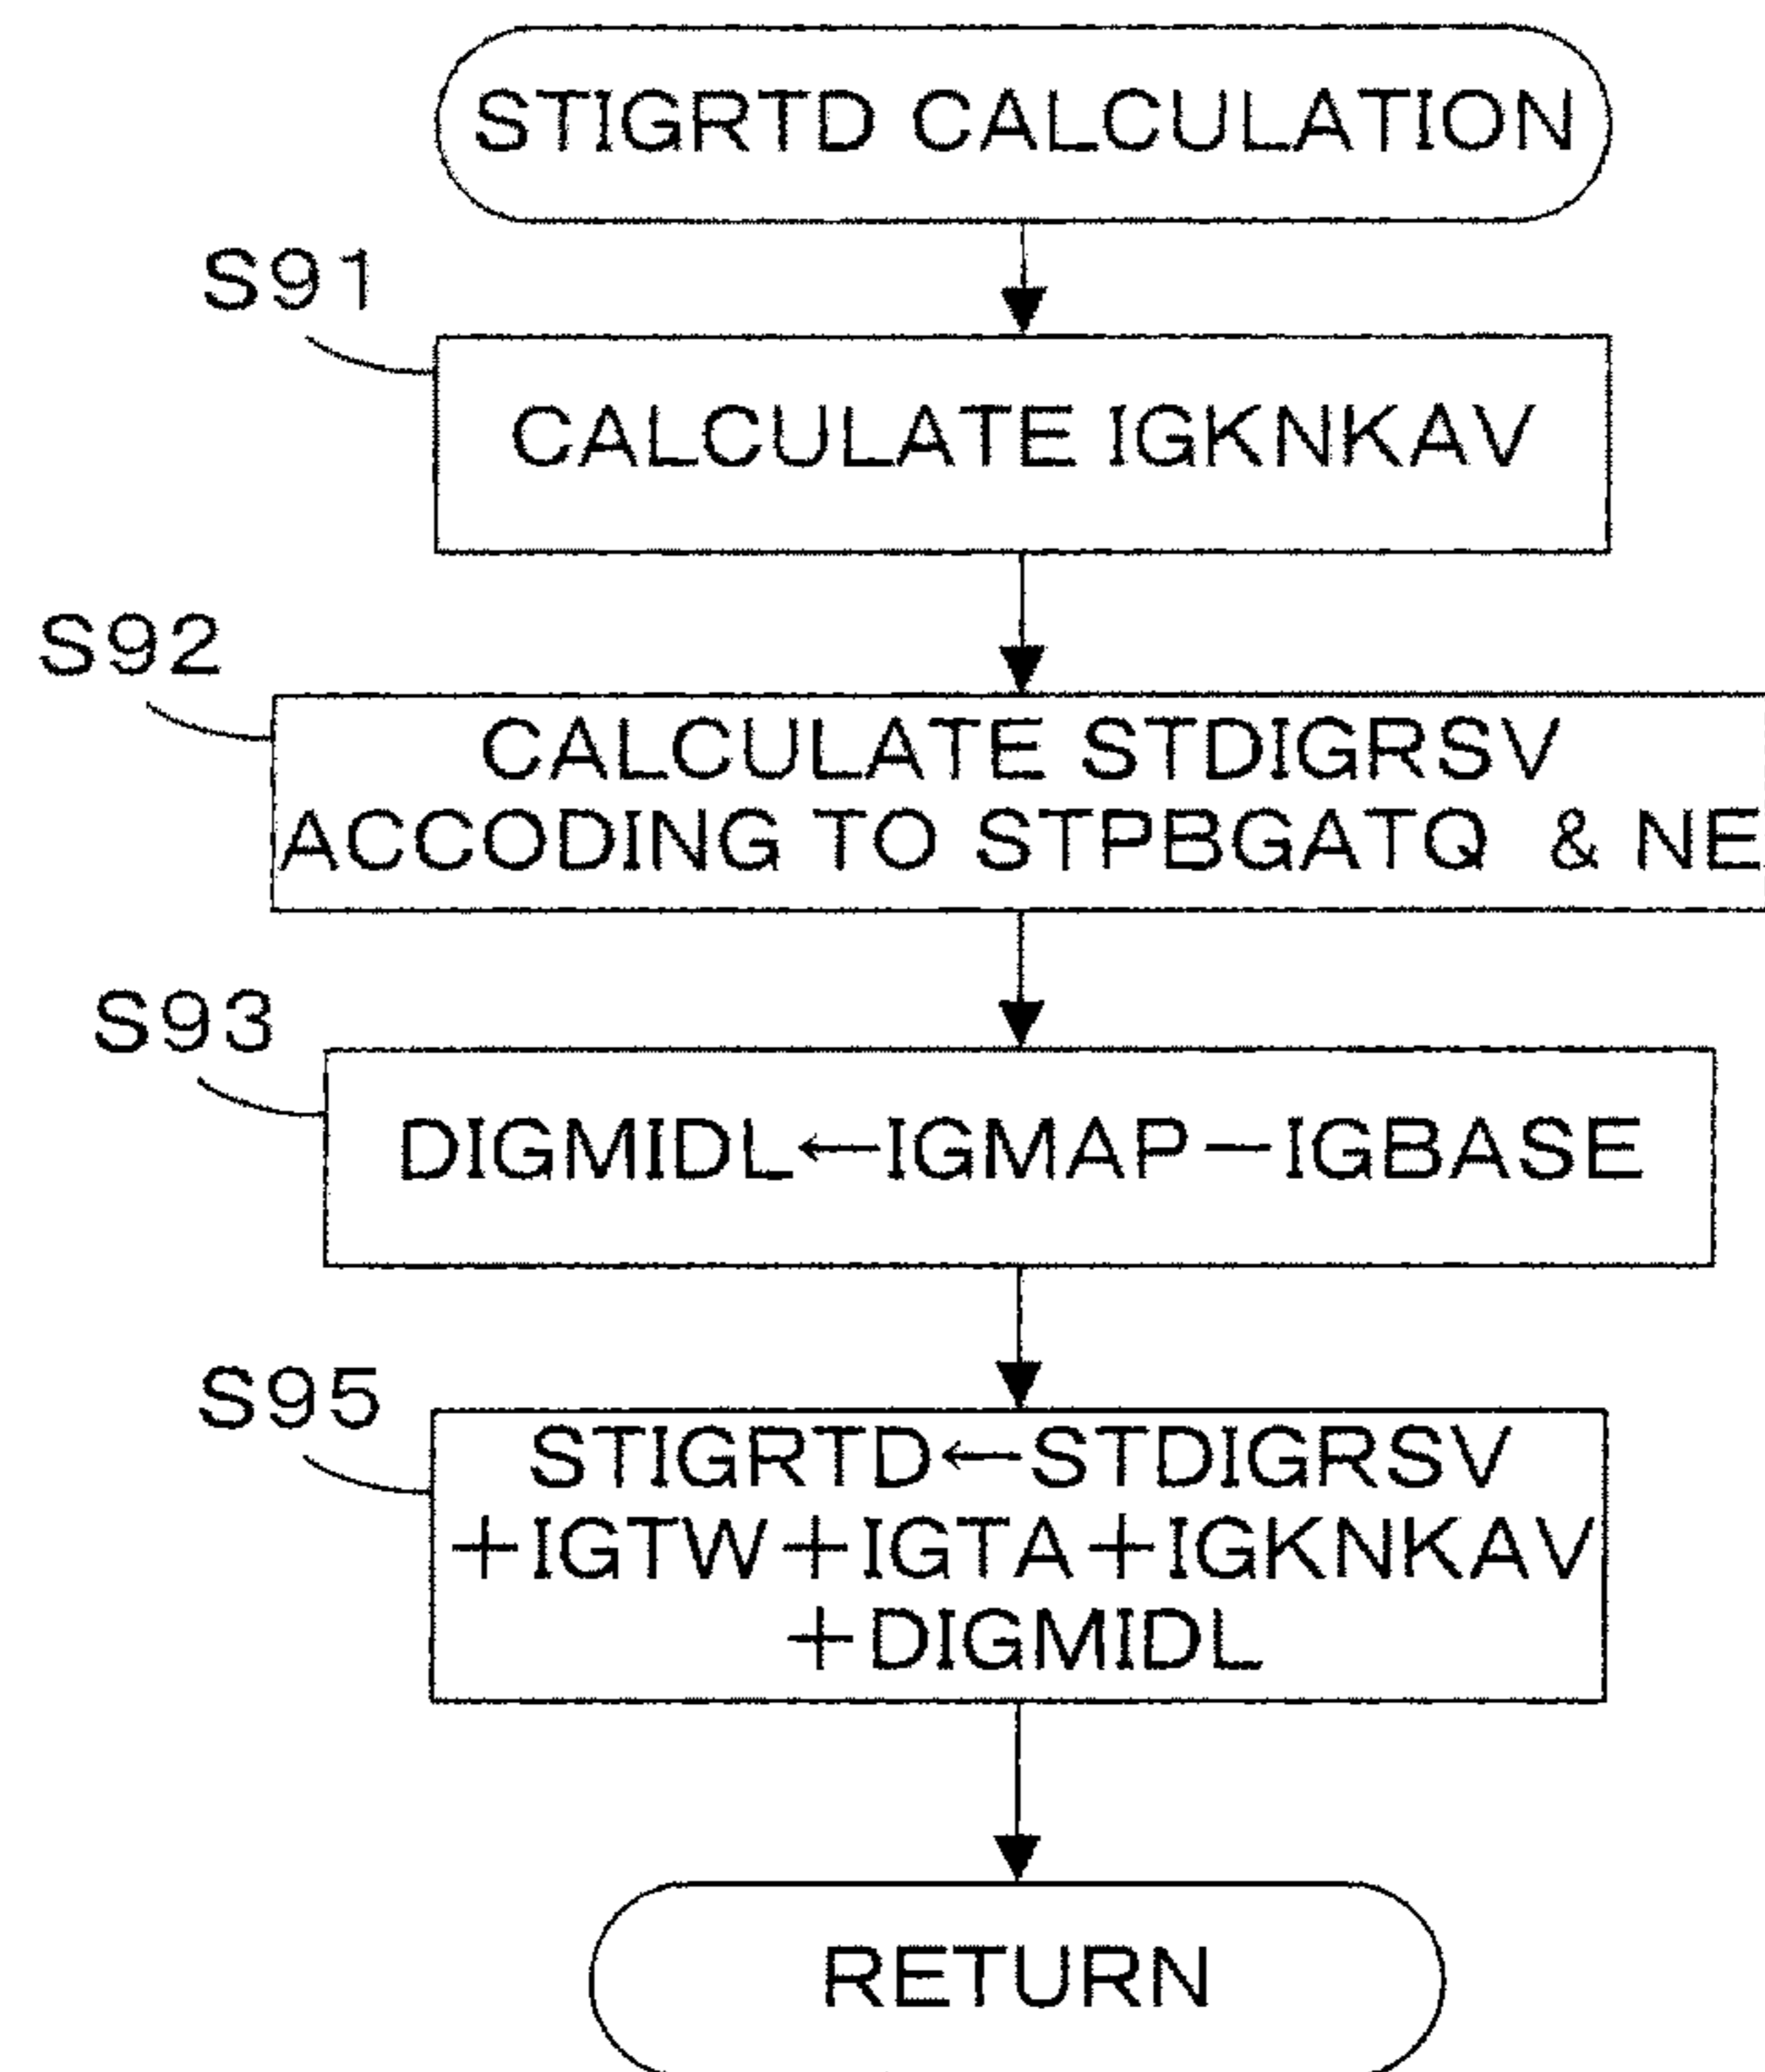 STIGRTD CALCULATION
S91
CALCULATE IGKNKAV
S92
CALCULATE STDIGRSV
ACCODING TO STPBGATQ & NE
S93
DIGMIDL←IGMAP−IGBASE
S95
STIGRTD←STDIGRSV
+IGTW+IGTA+IGKNKAV
+DIGMIDL
RETURN